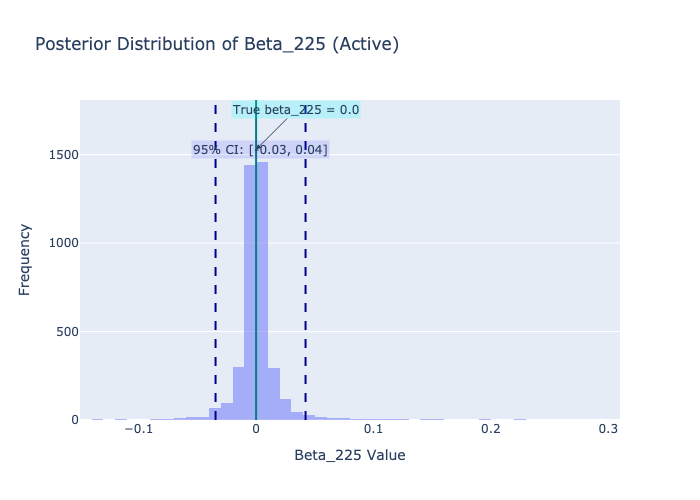 Posterior Distribution of Beta_225 (Active)
True beta_225 = 0.0
95% CI: [-0.03, 0.04]
1500
1000
500
0
Frequency
−0.1
0
0.1
0.2
0.3
Beta_225 Value